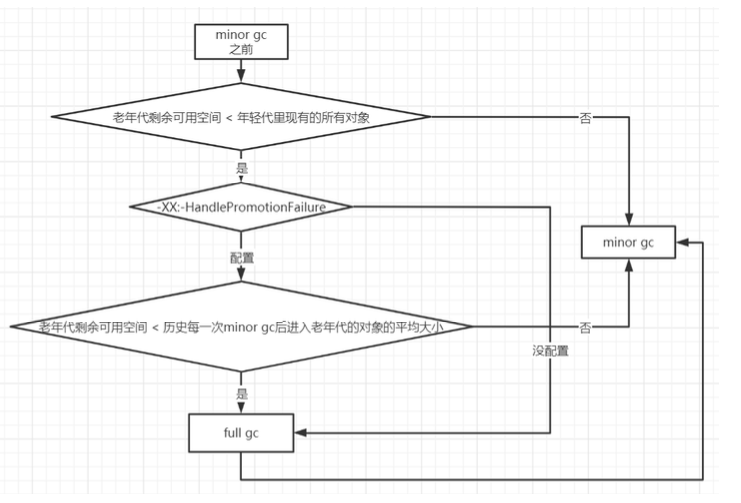 minor gc
之前
老年代剩余可用空间 < 年轻代里现有的所有对象
否
是
-XX:-HandlePromotionFailure
minor gc
配置
老年代剩余可用空间 < 历史每一次minor gc后进入老年代的对象的平均大小
否
没配置
是
full gc